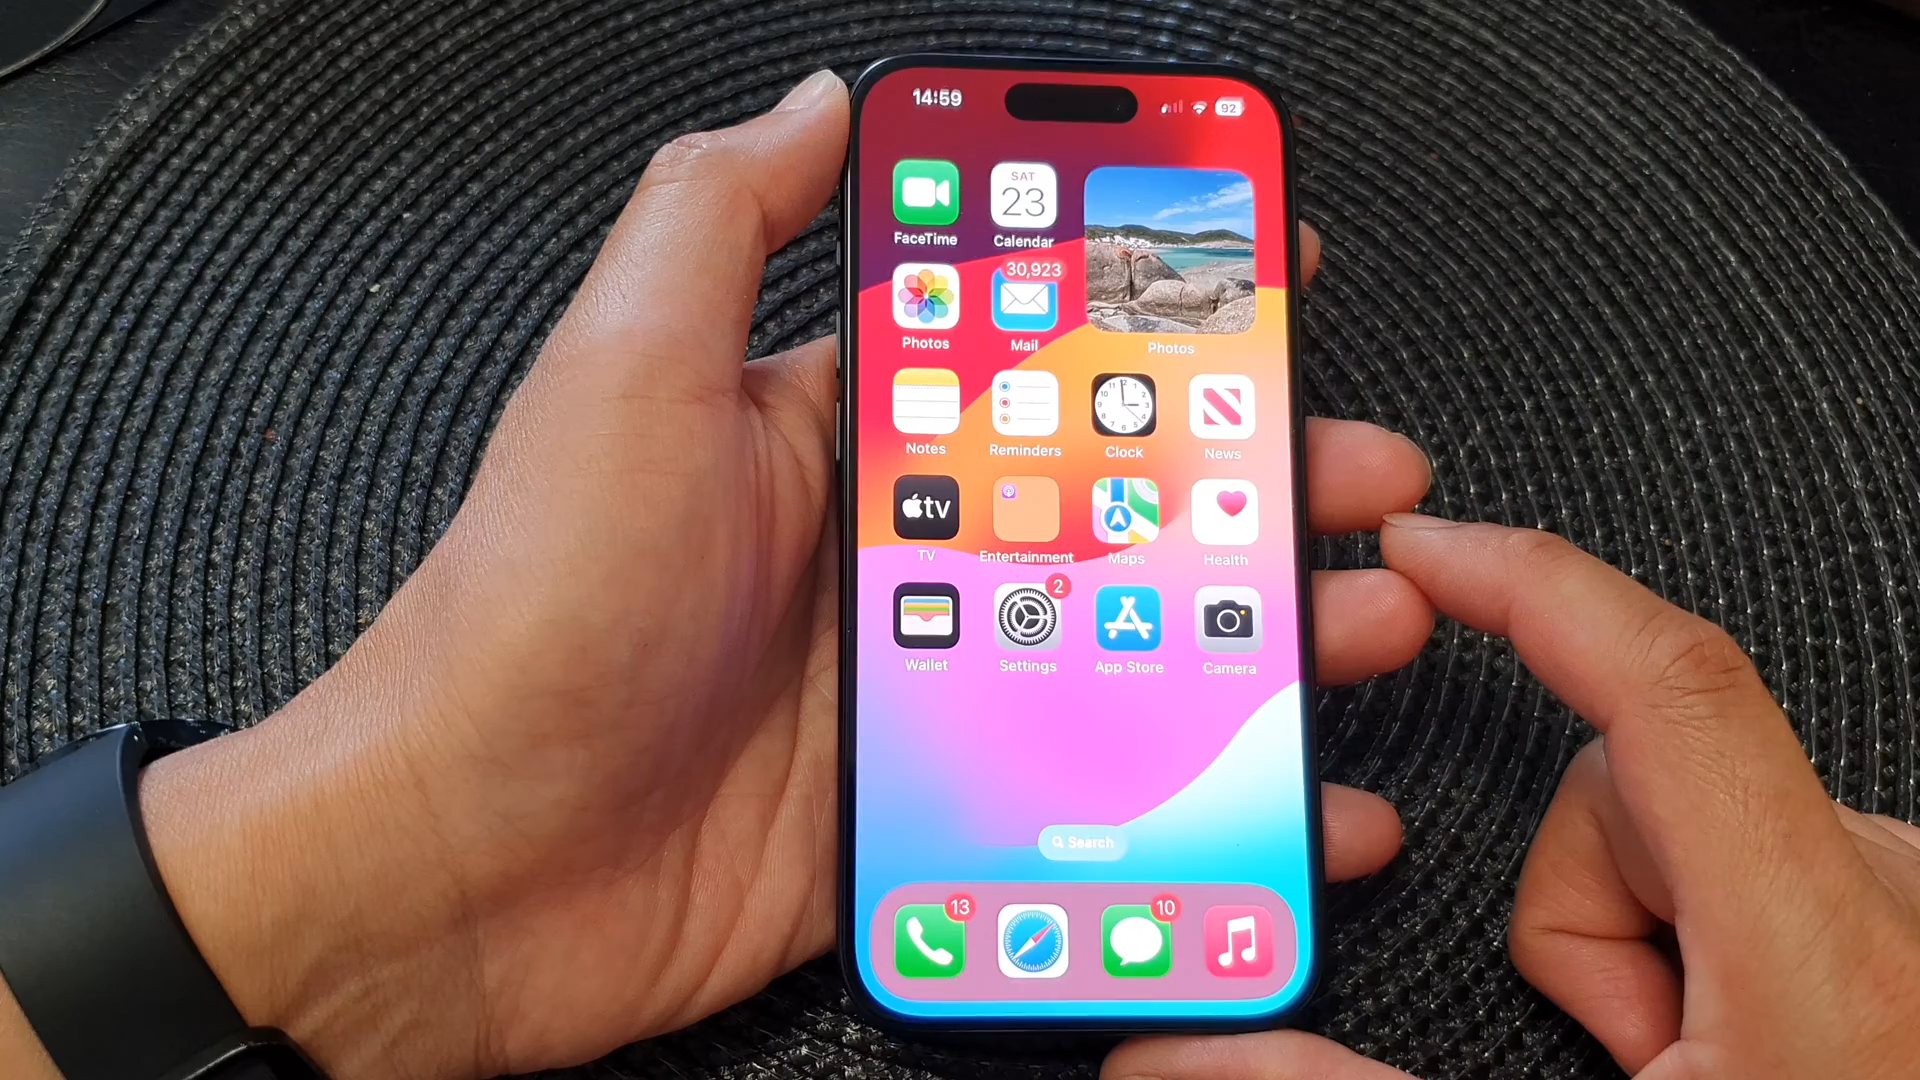 14:59
92
SAT
23
FaceTime
Calendar
30,923
Photos
Mail
Photos
Notes
Reminders
Clock
News
tv
TV
Entertainment
Maps
Health
2
Wallet
Settings
App Store
Camera
Search
13
10